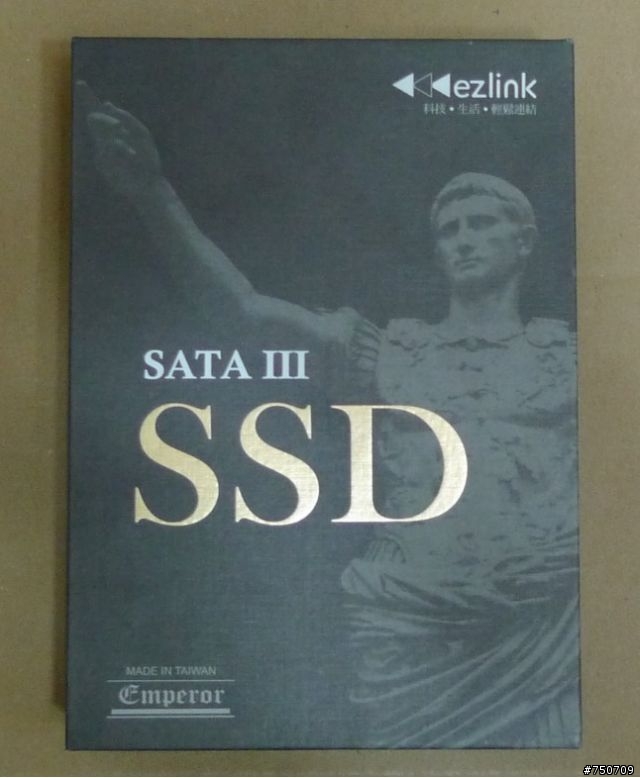 ezlink
科技•生活•輕鬆連結
SATA III
SSD
MADE IN TAIWAN
Emperor
#750709